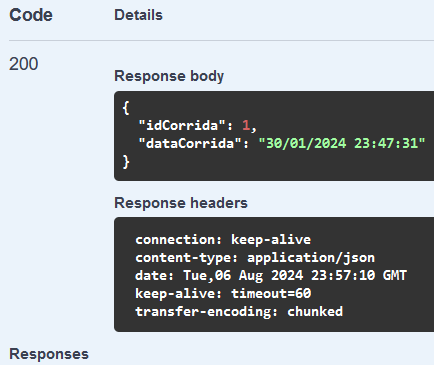 Code Details
200
Response body
{
  "idCorrida": 1,
  "dataCorrida": "30/01/2024 23:47:31"
}
Response headers
connection: keep-alive
content-type: application/json
date: Tue,06 Aug 2024 23:57:10 GMT
keep-alive: timeout=60
transfer-encoding: chunked
Responses